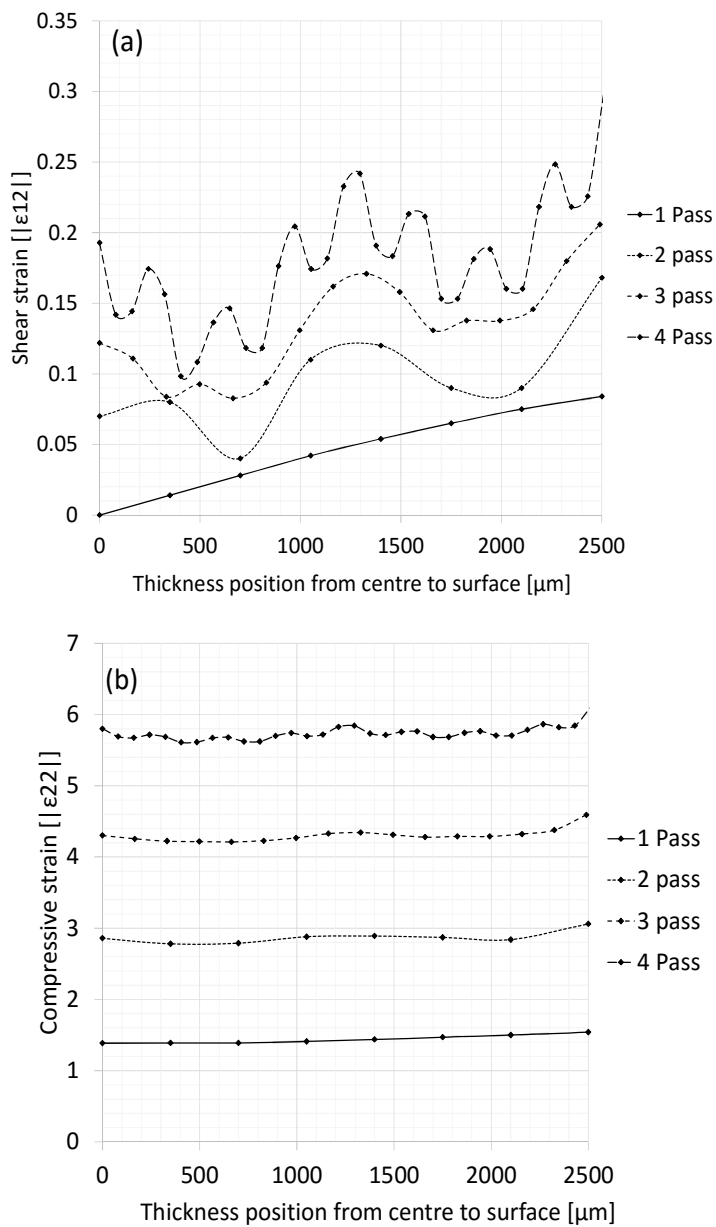 (a)
Shear strain [|ε12|]
0.35
0.3
0.25
0.2
0.15
0.1
0.05
0
0 500 1000 1500 2000 2500
Thickness position from centre to surface [µm]
1 Pass
2 pass
3 pass
4 Pass
(b)
Compressive strain [|ε22|]
7
6
5
4
3
2
1
0
0 500 1000 1500 2000 2500
Thickness position from centre to surface [µm]
1 Pass
2 pass
3 pass
4 Pass